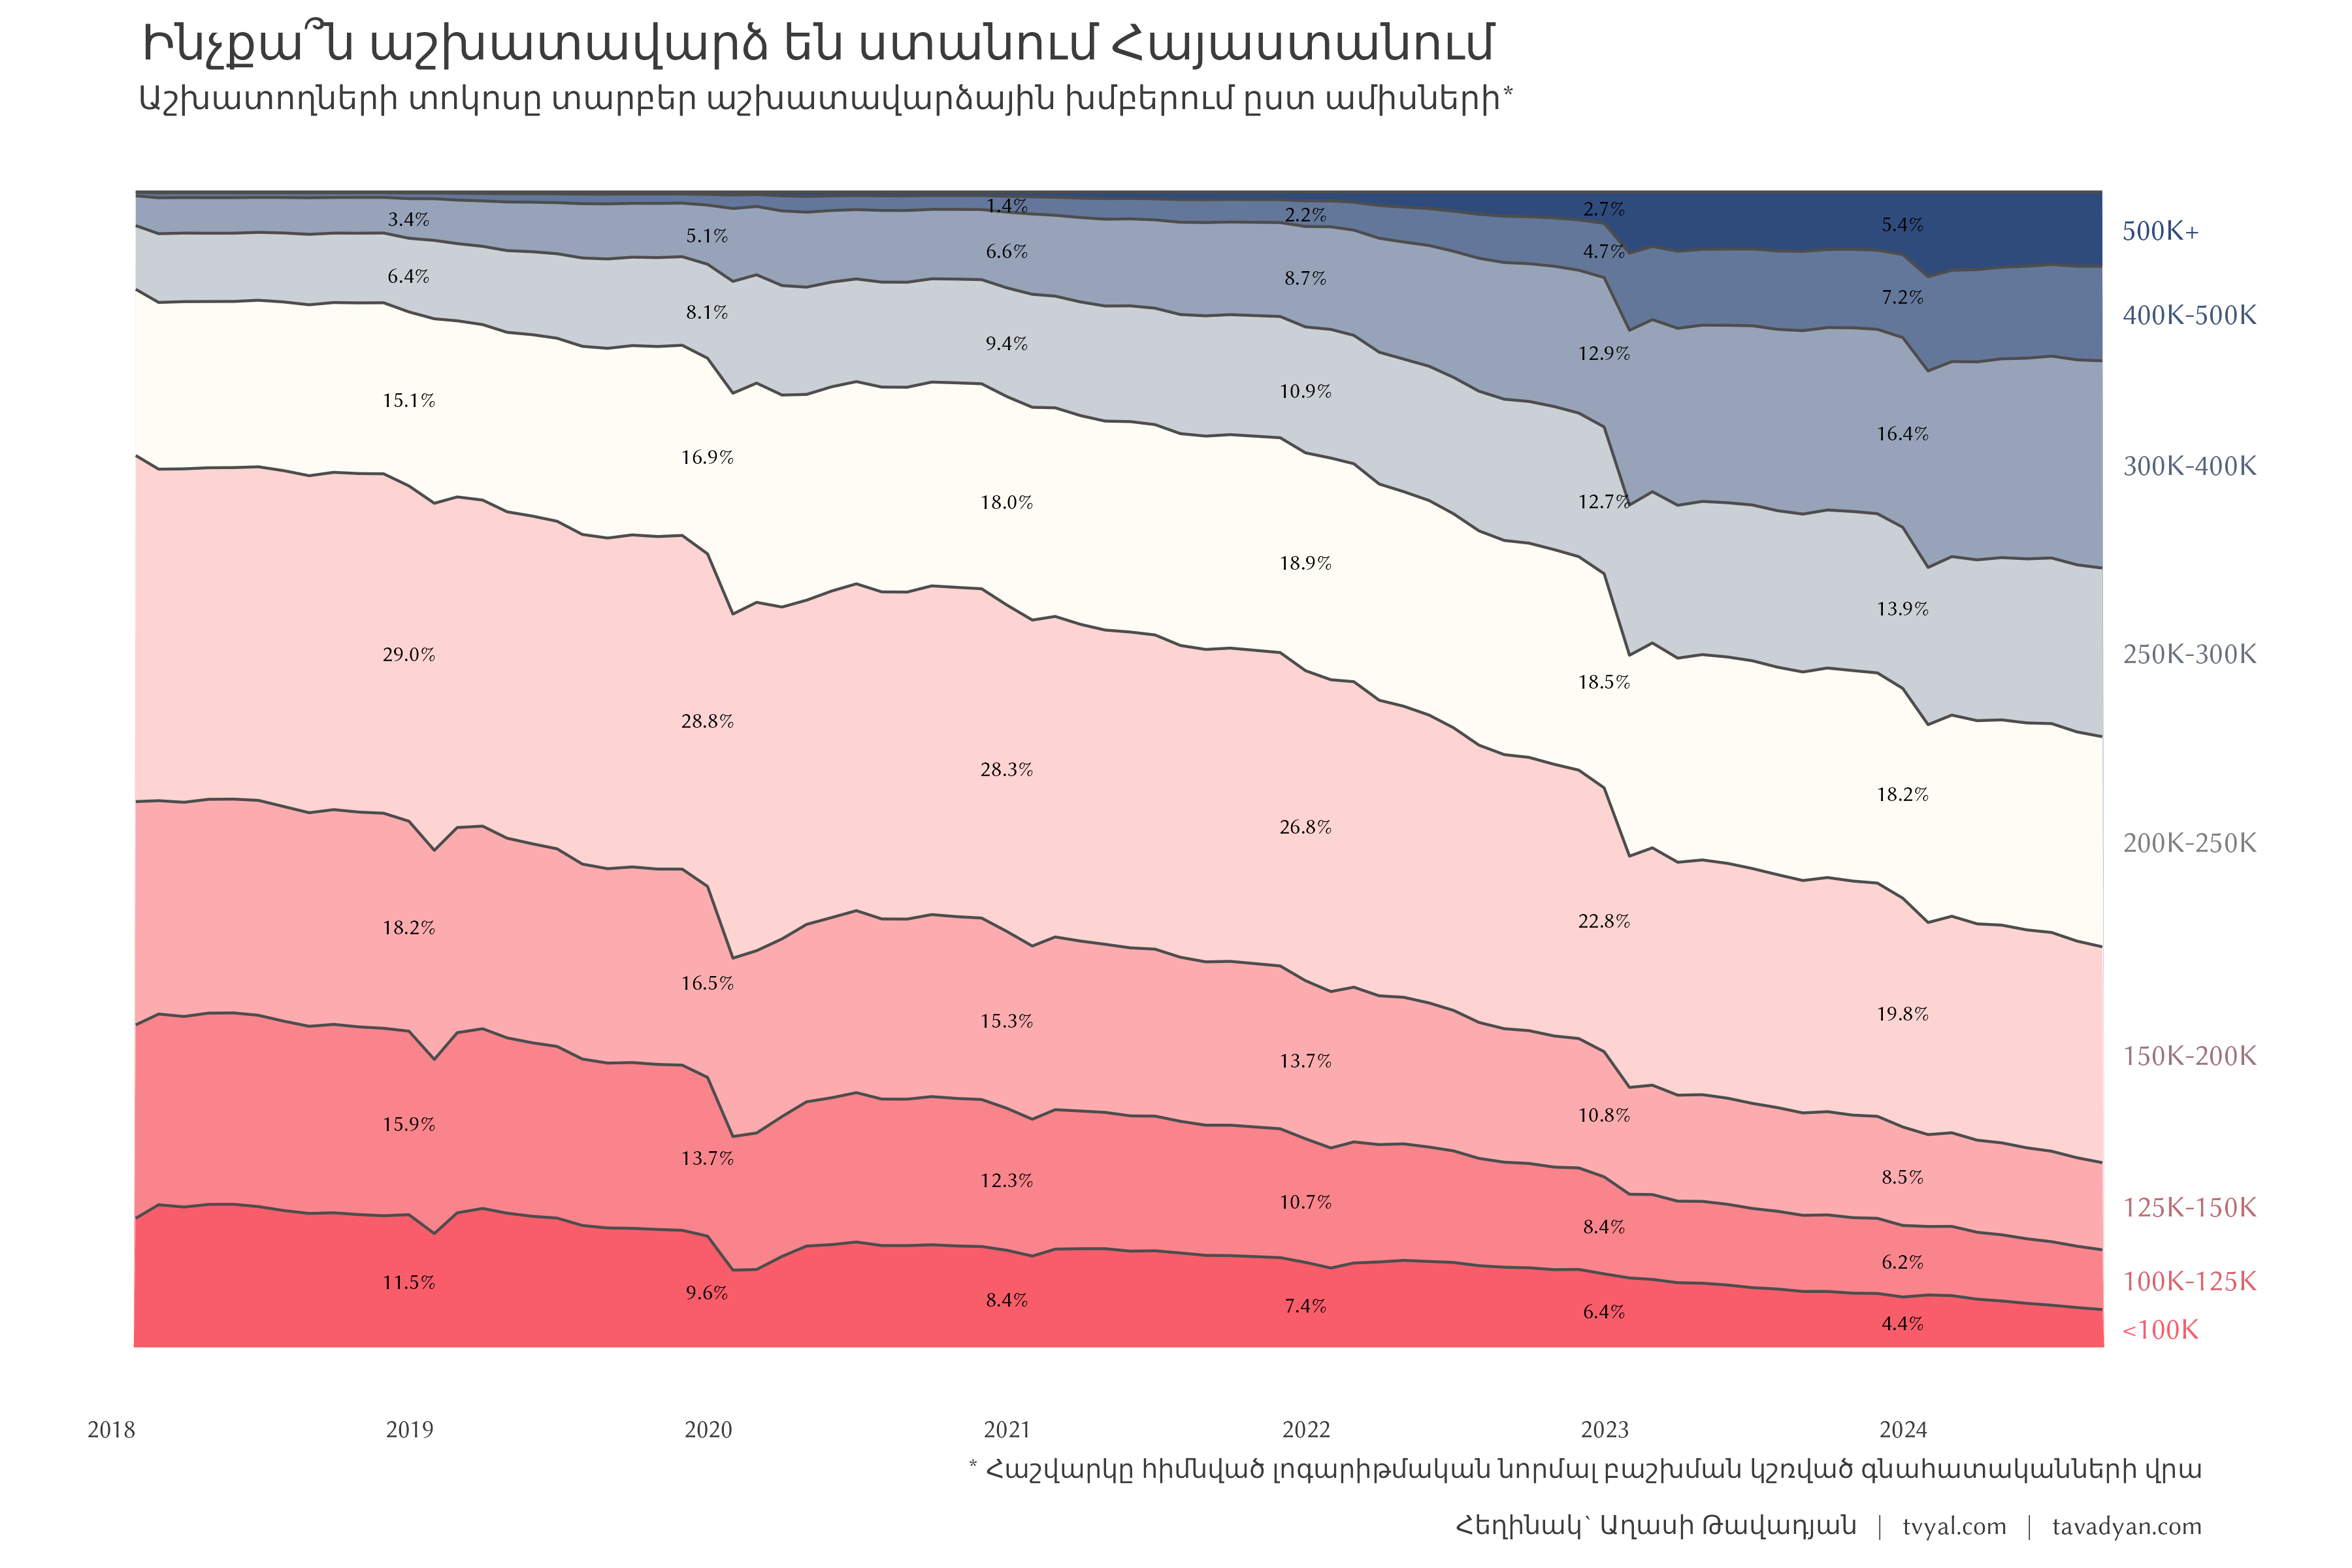 Ինչքա՞ն աշխատավարձ են ստանում Հայաստանում
Աշխատողների տոկոսը տարբեր աշխատավարձային խմբերում ըստ ամիսների*
1.4% 2.2% 2.7% 5.4% 500K+
3.4% 5.1% 6.6% 8.7% 4.7% 7.2% 400K-500K
6.4% 8.1% 9.4% 10.9% 12.9% 16.4% 300K-400K
15.1% 16.9% 18.0% 18.9% 12.7% 13.9% 250K-300K
29.0% 28.8% 28.3% 26.8% 18.5% 18.2% 200K-250K
18.2% 16.5% 15.3% 13.7% 22.8% 19.8% 150K-200K
15.9% 13.7% 12.3% 10.7% 10.8% 8.5% 125K-150K
11.5% 9.6% 8.4% 7.4% 8.4% 6.2% 100K-125K
6.4% 4.4% <100K
2018 2019 2020 2021 2022 2023 2024
* Հաշվարկը հիմնված լոգարիթմական նորմալ բաշխման կշռված գնահատականների վրա
Հեղինակ` Աղասի Թավադյան | tvyal.com | tavadyan.com